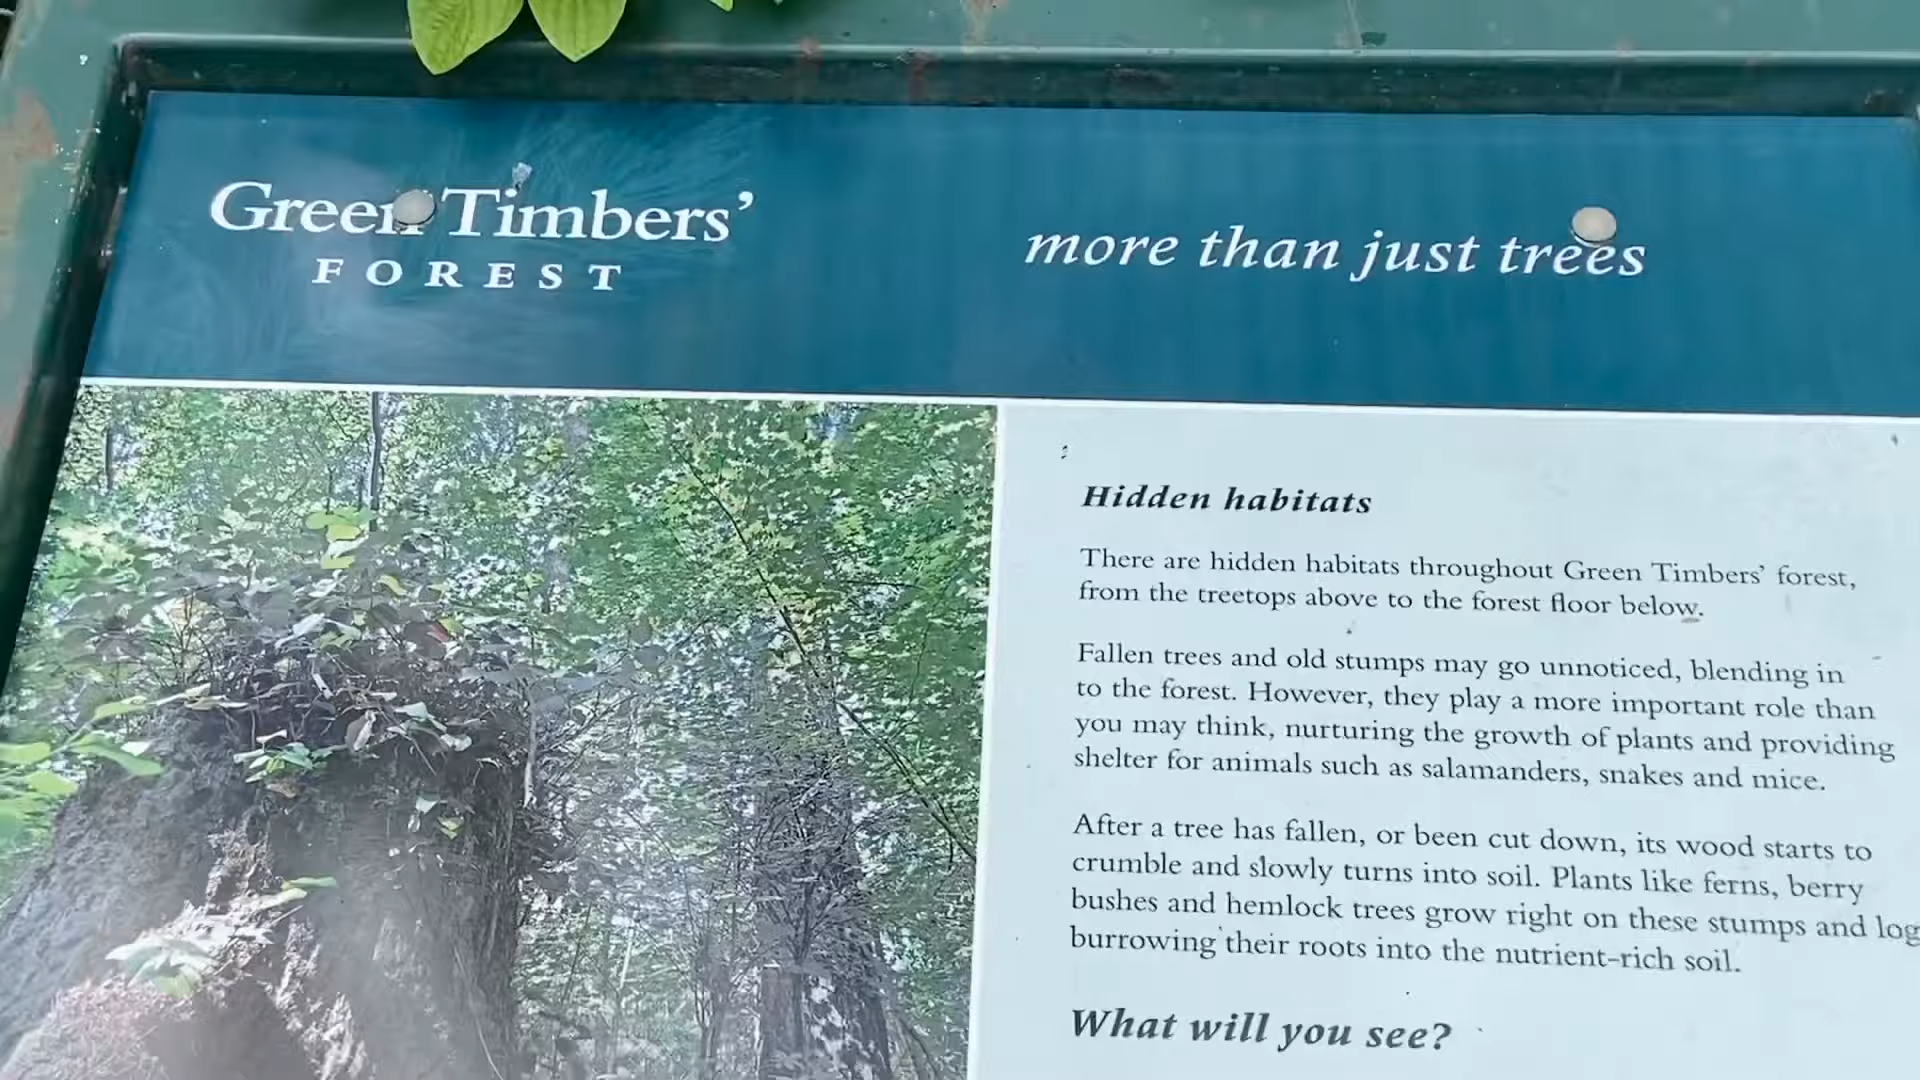 Green Timbers'
FOREST
more than just trees
Hidden habitats
There are hidden habitats throughout Green Timbers' forest,
from the treetops above to the forest floor below.
Fallen trees and old stumps may go unnoticed, blending in
to the forest. However, they play a more important role than
you may think, nurturing the growth of plants and providing
shelter for animals such as salamanders, snakes and mice.
After a tree has fallen, or been cut down, its wood starts to
crumble and slowly turns into soil. Plants like ferns, berry
bushes and hemlock trees grow right on these stumps and log
burrowing their roots into the nutrient-rich soil.
What will you see?